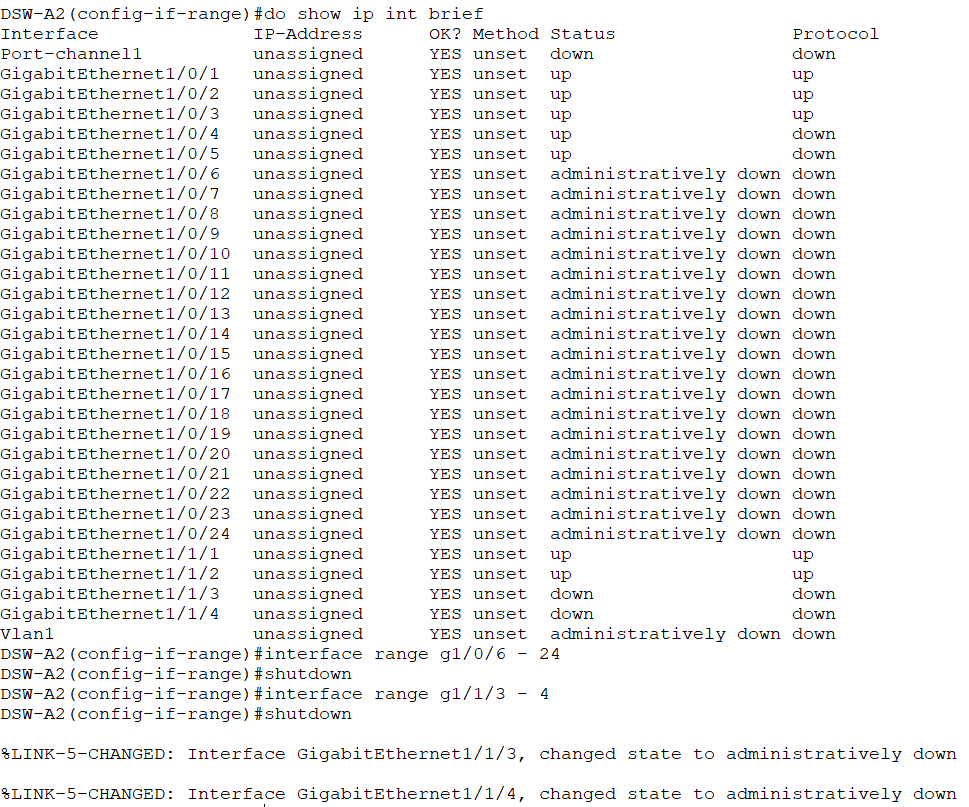 DSW-A2(config-if-range)#do show ip int brief
Interface IP-Address OK? Method Status Protocol
Port-channel1 unassigned YES unset down down
GigabitEthernet1/0/1 unassigned YES unset up up
GigabitEthernet1/0/2 unassigned YES unset up up
GigabitEthernet1/0/3 unassigned YES unset up up
GigabitEthernet1/0/4 unassigned YES unset up down
GigabitEthernet1/0/5 unassigned YES unset up down
GigabitEthernet1/0/6 unassigned YES unset administratively down down
GigabitEthernet1/0/7 unassigned YES unset administratively down down
GigabitEthernet1/0/8 unassigned YES unset administratively down down
GigabitEthernet1/0/9 unassigned YES unset administratively down down
GigabitEthernet1/0/10 unassigned YES unset administratively down down
GigabitEthernet1/0/11 unassigned YES unset administratively down down
GigabitEthernet1/0/12 unassigned YES unset administratively down down
GigabitEthernet1/0/13 unassigned YES unset administratively down down
GigabitEthernet1/0/14 unassigned YES unset administratively down down
GigabitEthernet1/0/15 unassigned YES unset administratively down down
GigabitEthernet1/0/16 unassigned YES unset administratively down down
GigabitEthernet1/0/17 unassigned YES unset administratively down down
GigabitEthernet1/0/18 unassigned YES unset administratively down down
GigabitEthernet1/0/19 unassigned YES unset administratively down down
GigabitEthernet1/0/20 unassigned YES unset administratively down down
GigabitEthernet1/0/21 unassigned YES unset administratively down down
GigabitEthernet1/0/22 unassigned YES unset administratively down down
GigabitEthernet1/0/23 unassigned YES unset administratively down down
GigabitEthernet1/0/24 unassigned YES unset administratively down down
GigabitEthernet1/1/1 unassigned YES unset up up
GigabitEthernet1/1/2 unassigned YES unset up up
GigabitEthernet1/1/3 unassigned YES unset down down
GigabitEthernet1/1/4 unassigned YES unset down down
Vlan1 unassigned YES unset administratively down down
DSW-A2(config-if-range)#interface range g1/0/6 - 24
DSW-A2(config-if-range)#shutdown
DSW-A2(config-if-range)#interface range g1/1/3 - 4
DSW-A2(config-if-range)#shutdown
%LINK-5-CHANGED: Interface GigabitEthernet1/1/3, changed state to administratively down
%LINK-5-CHANGED: Interface GigabitEthernet1/1/4, changed state to administratively down